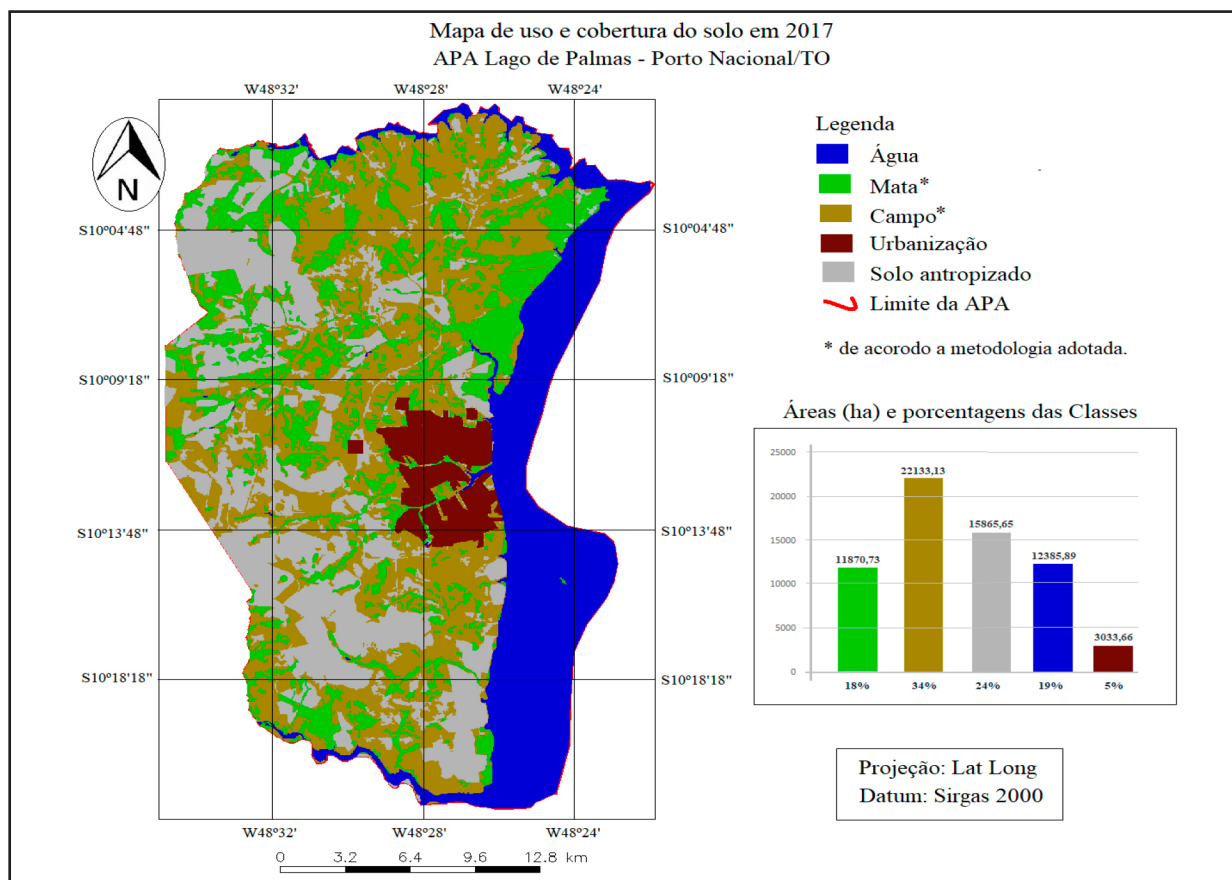 Mapa de uso e cobertura do solo em 2017
APA Lago de Palmas - Porto Nacional/TO
W48°32' W48°28' W48°24'
N
S10°04'48" S10°04'48"
S10°09'18" S10°09'18"
S10°13'48" S10°13'48"
S10°18'18" S10°18'18"
W48°32' W48°28' W48°24'
0 3.2 6.4 9.6 12.8 km
Legenda
Água
Mata*
Campo*
Urbanização
Solo antropizado
Limite da APA
* de acorodo a metodologia adotada.
Áreas (ha) e porcentagens das Classes
25000
22133,13
20000
15865,65
15000
11870,73 12385,89
10000
5000
3033,66
0
18% 34% 24% 19% 5%
Projeção: Lat Long
Datum: Sirgas 2000